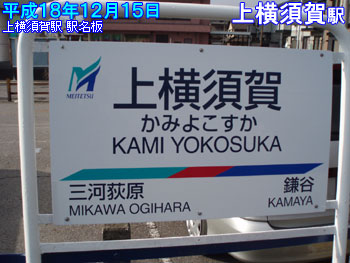 平成18年12月15日
上横須賀駅
上横須賀駅 駅名板
MEITETSU
上横須賀
かみよこすか
KAMI YOKOSUKA
三河荻原
MIKAWA OGIHARA
鎌谷
KAMAYA